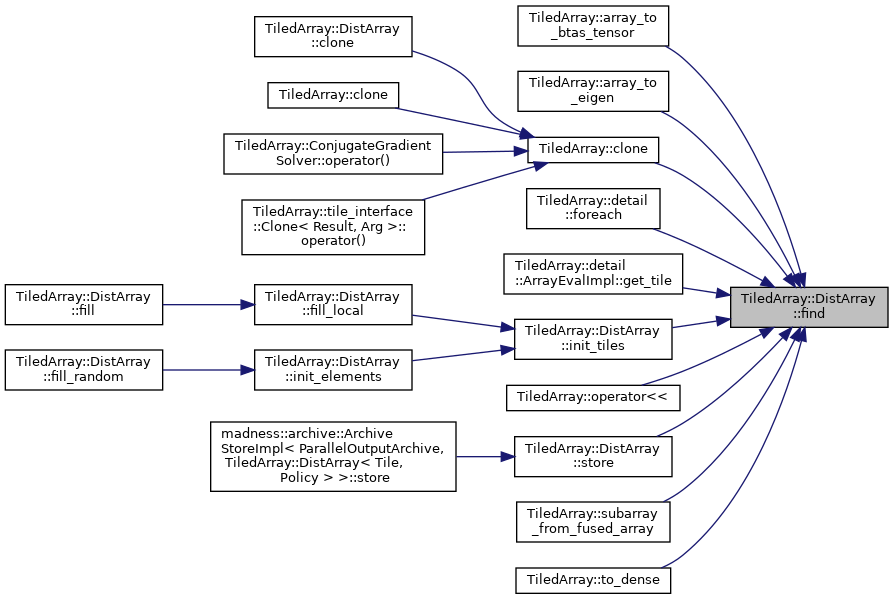 TiledArray::array_to
_btas_tensor
TiledArray::DistArray
::clone
TiledArray::array_to
_eigen
TiledArray::clone
TiledArray::ConjugateGradient
Solver::operator()
TiledArray::clone
TiledArray::tile_interface
::Clone< Result, Arg >::
operator()
TiledArray::detail
::foreach
TiledArray::detail
::ArrayEvalImpl::get_tile
TiledArray::DistArray
::find
TiledArray::DistArray
::fill
TiledArray::DistArray
::fill_local
TiledArray::DistArray
::init_tiles
TiledArray::DistArray
::fill_random
TiledArray::DistArray
::init_elements
TiledArray::operator<<
madness::archive::Archive
StoreImpl< ParallelOutputArchive,
TiledArray::DistArray< Tile,
Policy > >::store
TiledArray::DistArray
::store
TiledArray::subarray
_from_fused_array
TiledArray::to_dense